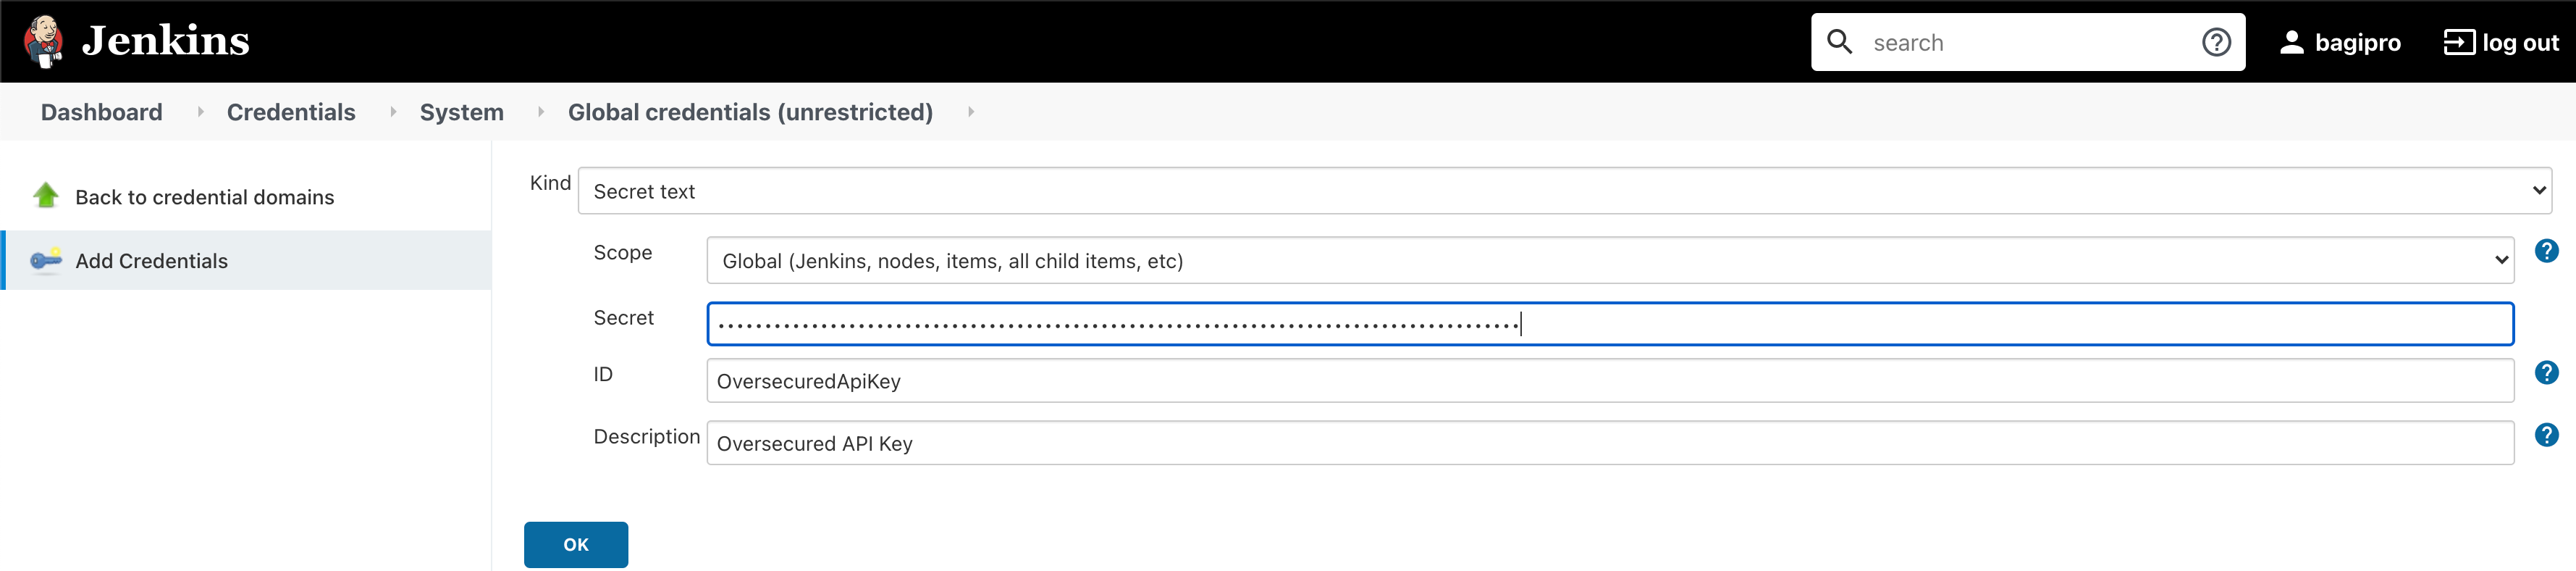 Jenkins
search
bagipro
log out
Dashboard Credentials System Global credentials (unrestricted)
Back to credential domains
Add Credentials
Kind Secret text
Scope Global (Jenkins, nodes, items, all child items, etc)
Secret
ID OversecuredApiKey
Description Oversecured API Key
OK